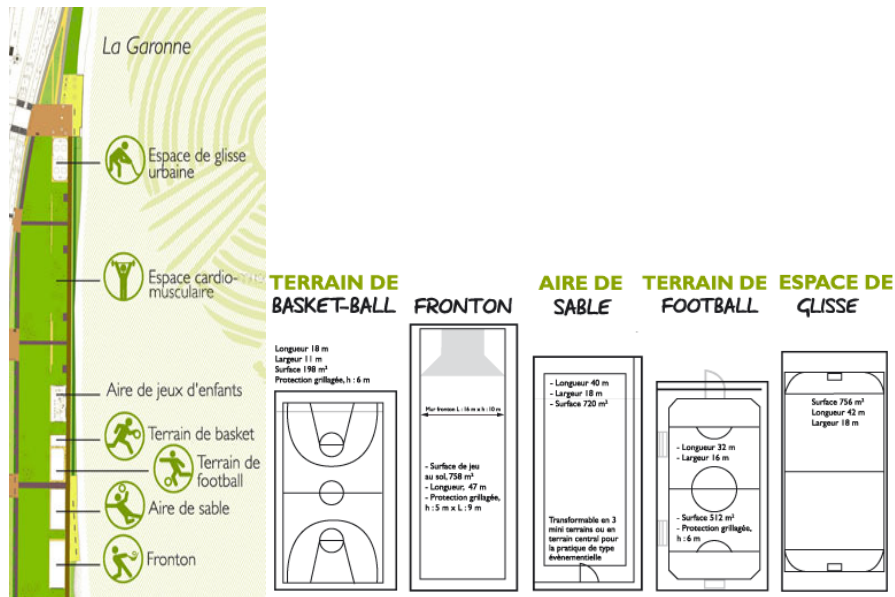 La Garonne
Espace de glisse
urbaine
Espace cardio-
musculaire
Aire de jeux d'enfants
Terrain de basket
Terrain de
football
Aire de sable
Fronton
TERRAIN DE
BASKET-BALL
Longueur 18 m
Largeur 11 m
Surface 198 m²
Protection grillagée, h : 6 m
FRONTON
Mur fronton L : 16 m x h : 10 m
- Surface de jeu
au sol, 758 m²
- Longueur, 47 m
- Protection grillagée,
h : 5 m x L : 9 m
AIRE DE
SABLE
- Longueur 40 m
- Largeur 18 m
- Surface 720 m²
Transformable en 3
mini terrains ou en
terrain central pour
la pratique de type
évènementielle
TERRAIN DE
FOOTBALL
- Longueur 32 m
- Largeur 16 m
- Surface 512 m²
- Protection grillagée,
h : 6 m
ESPACE DE
GLISSE
Surface 756 m²
Longueur 42 m
Largeur 18 m